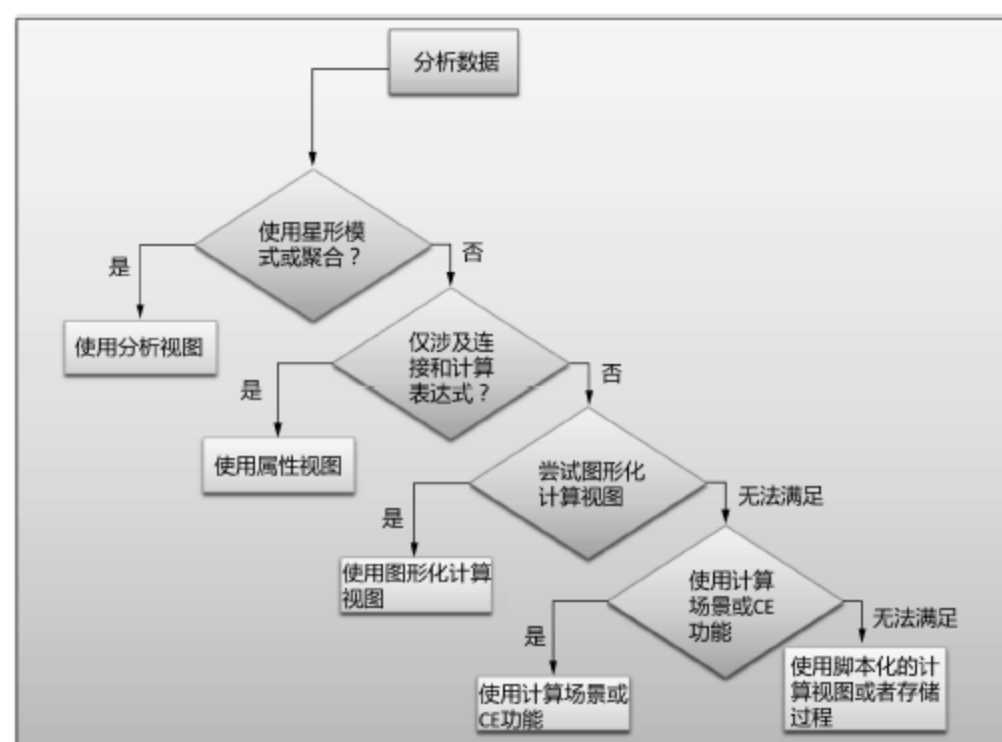 分析数据
使用星形模
式或聚合？
是
否
使用分析视图
仅涉及连
接和计算
表达式？
是
否
使用属性视图
尝试图形化
计算视图
是
无法满足
使用图形化计算
视图
使用计算
场景或CE
功能
是
无法满足
使用计算场景或
CE功能
使用脚本化的计
算视图或者存储
过程